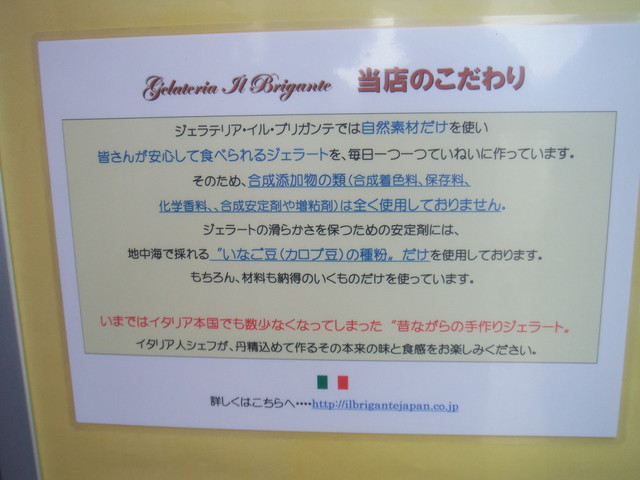 Gelateria Il Brigante 当店のこだわり
ジェラテリア・イル・ブリガンテでは自然素材だけを使い
皆さんが安心して食べられるジェラートを、毎日一つ一つていねいに作っています。
そのため、合成添加物の類（合成着色料、保存料、
化学香料、、合成安定剤や増粘剤）は全く使用しておりません。
ジェラートの滑らかさを保つための安定剤には、
地中海で採れる〝いなご豆（カロブ豆）の種粉〟だけを使用しております。
もちろん、材料も納得のいくものだけを使っています。
いまではイタリア本国でも数少なくなってしまった〝昔ながらの手作りジェラート。
イタリア人シェフが、丹精込めて作るその本来の味と食感をお楽しみください。
詳しくはこちらへ・・・・http://ilbrigantejapan.co.jp